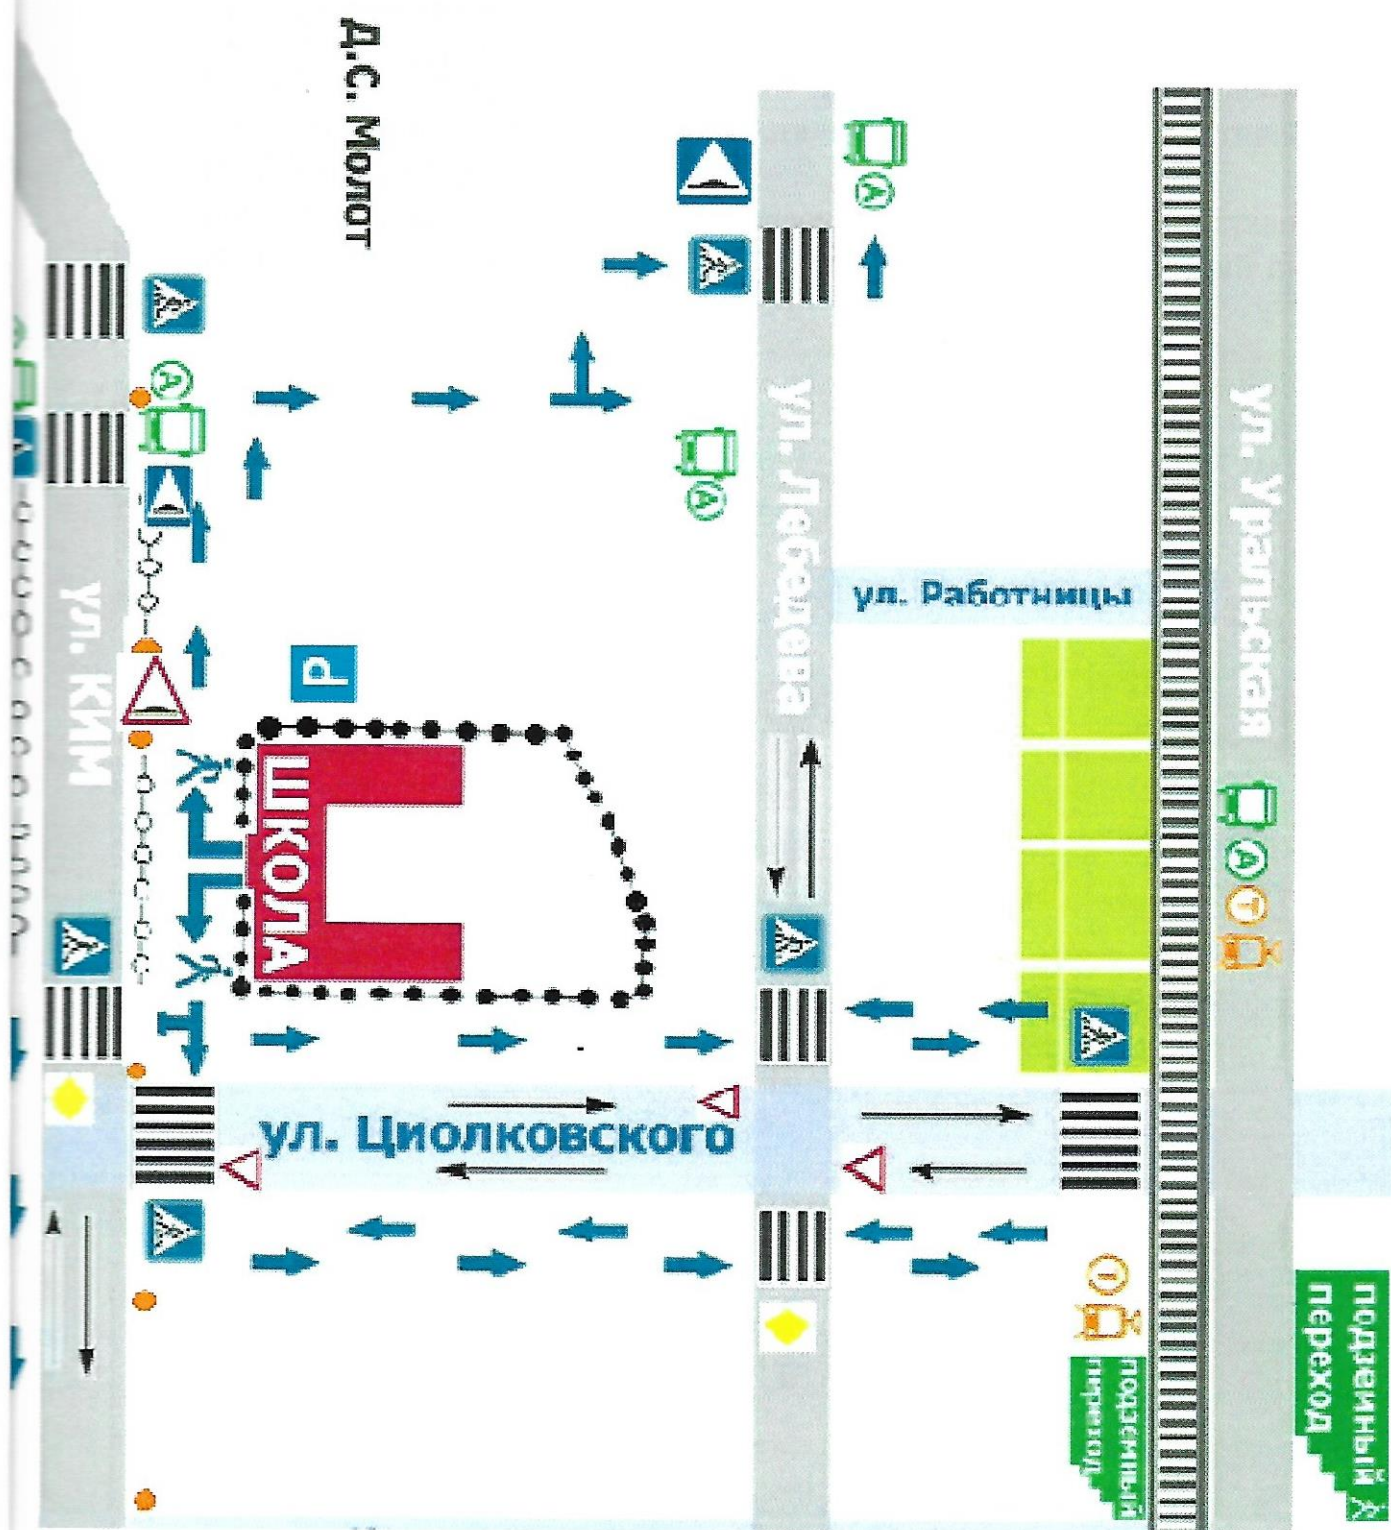 Д.С. Молот
ул. Лебедева
ул. Уральская
ул. Работницы
ул. КИМ
Р
ШКОЛА
ул. Циолковского
подземный
переход
подземный
переход
А
А
А
А
Т
Т